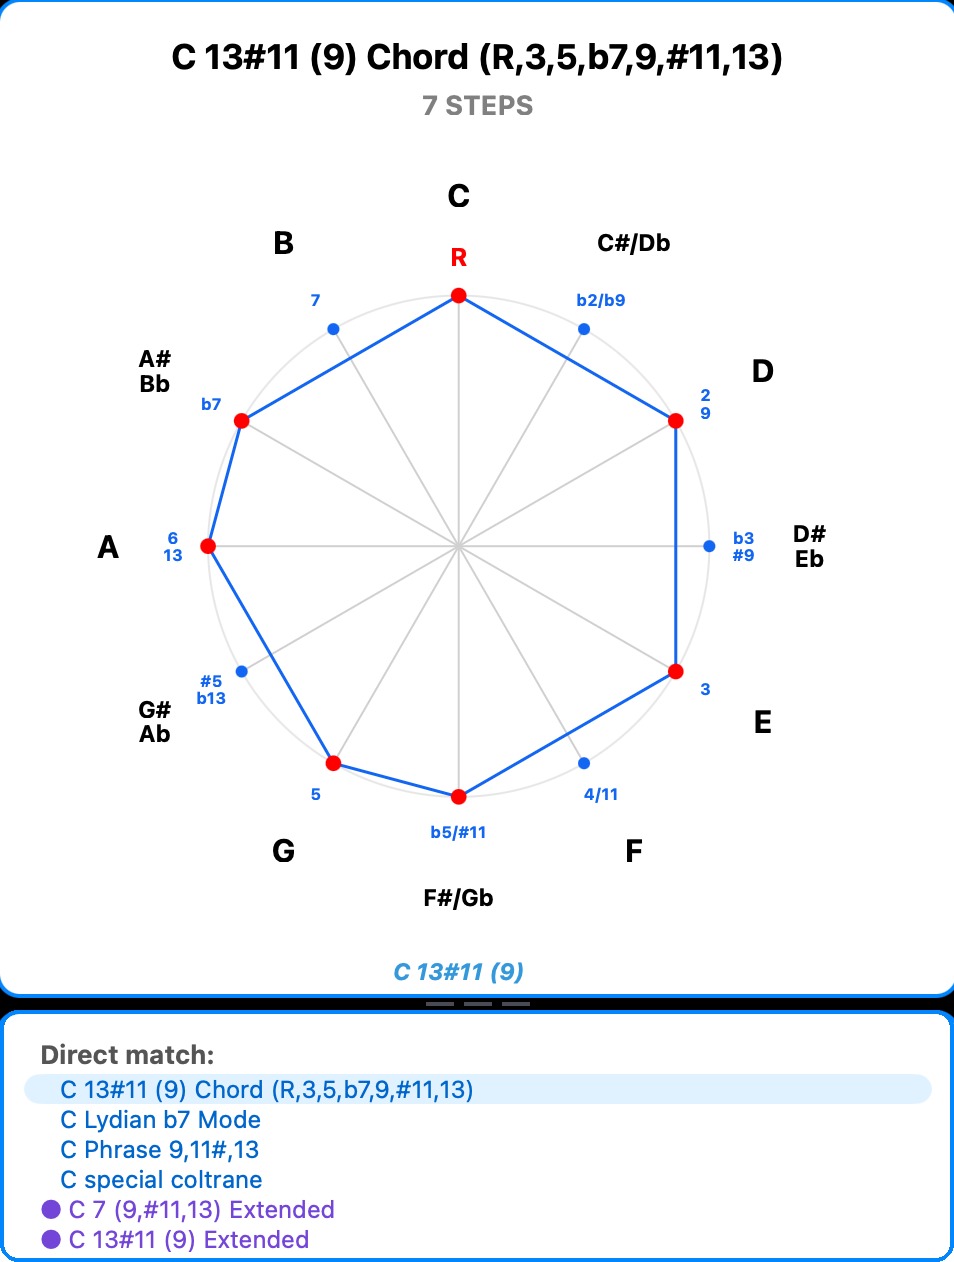 C 13#11 (9) Chord (R,3,5,b7,9,#11,13)
7 STEPS
C
B
C#/Db
R
7
b2/b9
A#
Bb
D
b7
2
9
A
6
13
b3
#9
D#
Eb
#5
b13
3
G#
Ab
E
5
4/11
b5/#11
G
F
F#/Gb
C 13#11 (9)
Direct match:
C 13#11 (9) Chord (R,3,5,b7,9,#11,13)
C Lydian b7 Mode
C Phrase 9,11#,13
C special coltrane
C 7 (9,#11,13) Extended
C 13#11 (9) Extended